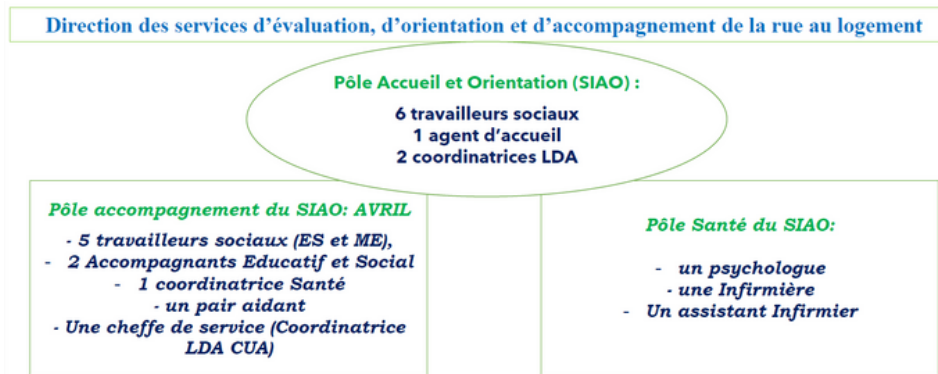 Direction des services d'évaluation, d'orientation et d'accompagnement de la rue au logement
Pôle Accueil et Orientation (SIAO) :
6 travailleurs sociaux
1 agent d'accueil
2 coordinatrices LDA
Pôle accompagnement du SIAO: AVRIL
- 5 travailleurs sociaux (ES et ME),
- 2 Accompagnants Educatif et Social
- 1 coordinatrice Santé
- un pair aidant
- Une cheffe de service (Coordinatrice
LDA CUA)
Pôle Santé du SIAO:
- un psychologue
- une Infirmière
- Un assistant Infirmier